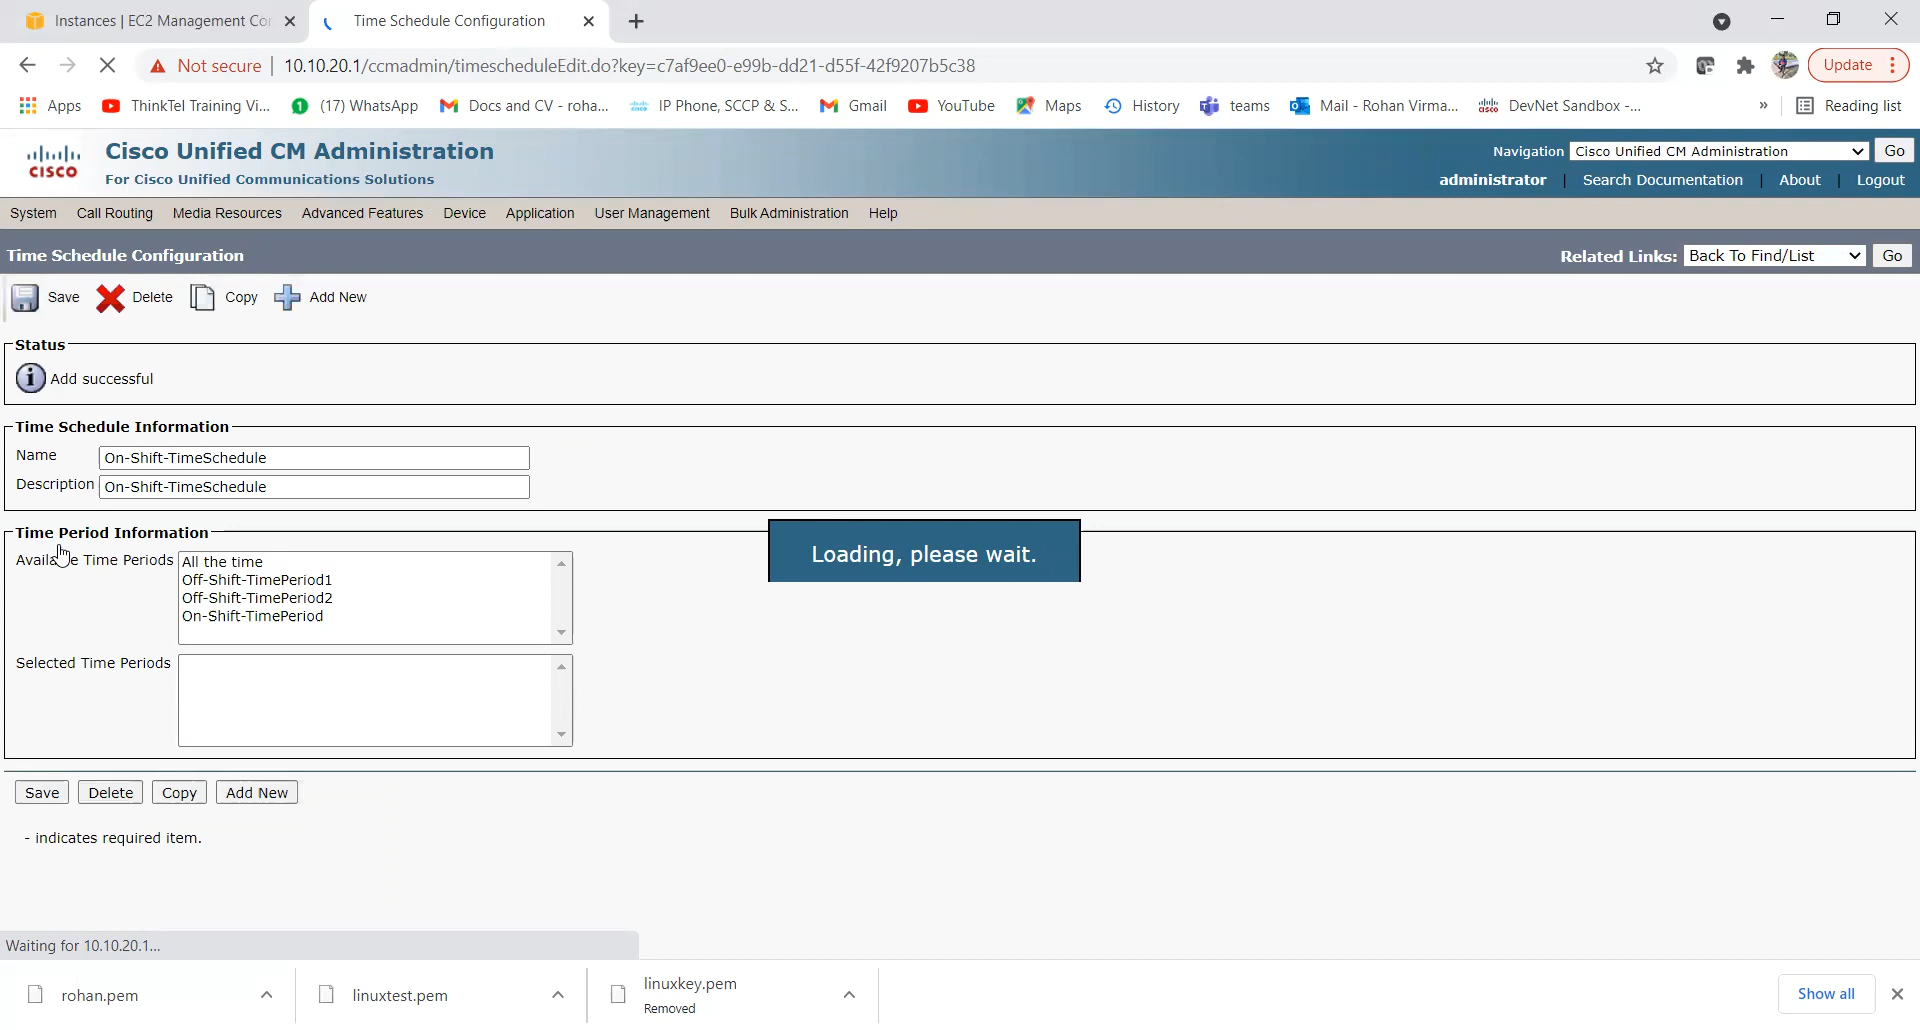 Instances | EC2 Management Co
Time Schedule Configuration
Not secure
10.10.20.1/ccmadmin/timescheduleEdit.do?key=c7af9ee0-e99b-dd21-d55f-42f9207b5c38
Update
Apps
ThinkTel Training Vi...
(17) WhatsApp
Docs and CV - roha...
IP Phone, SCCP & S...
Gmail
YouTube
Maps
History
teams
Mail - Rohan Virma...
DevNet Sandbox -...
»
Reading list
CISCO
Cisco Unified CM Administration
For Cisco Unified Communications Solutions
Navigation
Cisco Unified CM Administration
Go
administrator | Search Documentation | About | Logout
System
Call Routing
Media Resources
Advanced Features
Device
Application
User Management
Bulk Administration
Help
Time Schedule Configuration
Related Links:
Back To Find/List
Go
Save
Delete
Copy
Add New
Status
Add successful
Time Schedule Information
Name
On-Shift-TimeSchedule
Description
On-Shift-TimeSchedule
Time Period Information
Available Time Periods
All the time
Off-Shift-TimePeriod1
Off-Shift-TimePeriod2
On-Shift-TimePeriod
Loading, please wait.
Selected Time Periods
Save
Delete
Copy
Add New
- indicates required item.
Waiting for 10.10.20.1...
rohan.pem
linuxtest.pem
linuxkey.pem
Removed
Show all